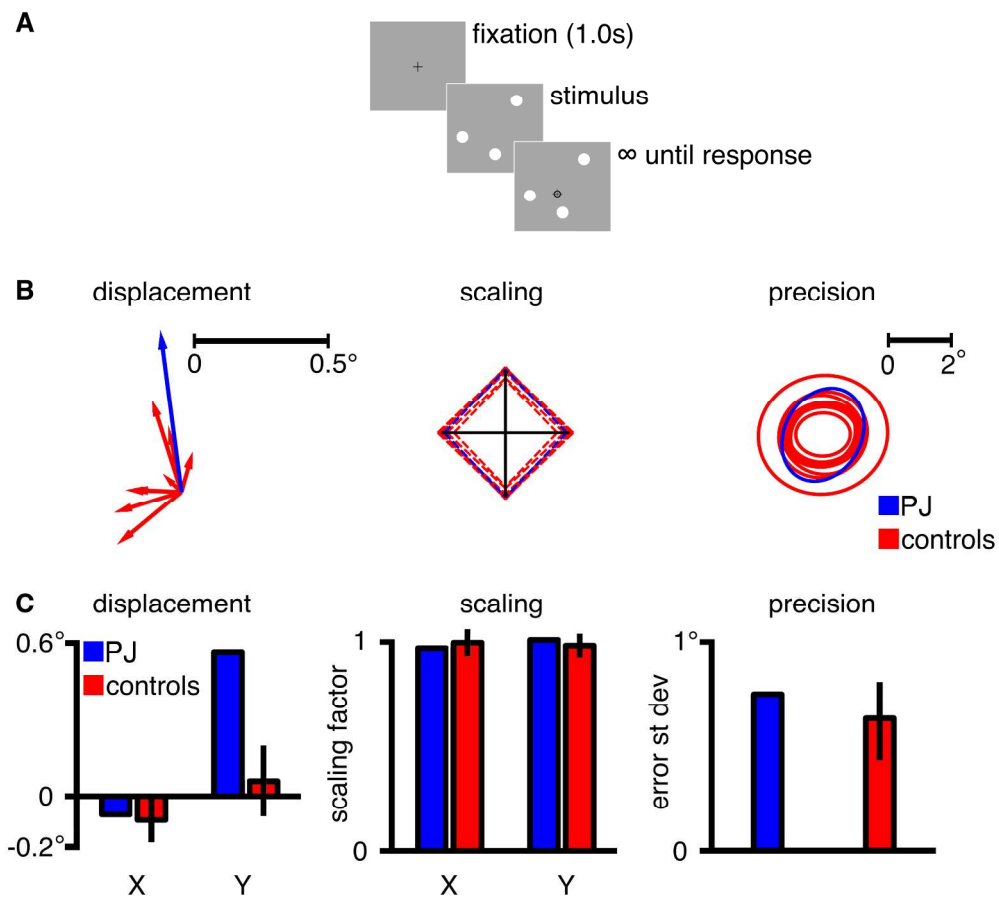 A
fixation (1.0s)
stimulus
∞ until response
B
displacement
scaling
precision
0 0.5°
0 2°
PJ
controls
C
displacement
scaling
precision
0.6°
0
-0.2°
PJ
controls
X Y
scaling factor
1
0
X Y
error st dev
1°
0